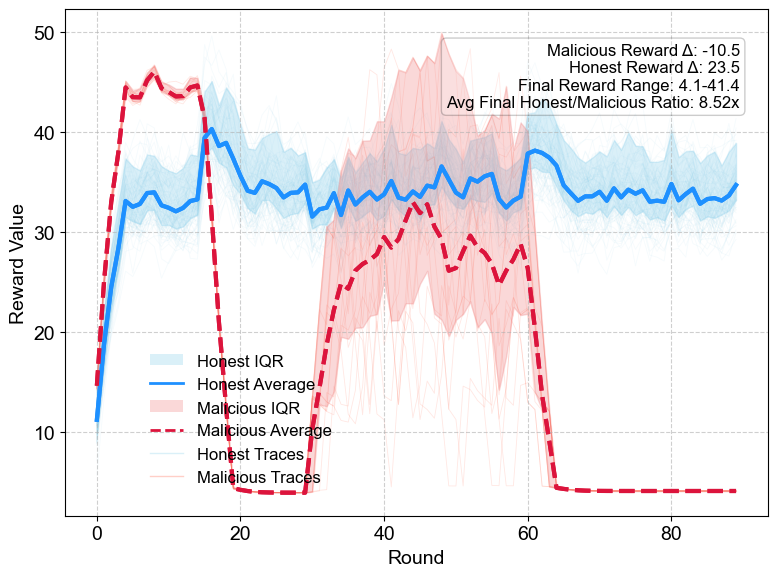 50
40
30
20
10
Reward Value
Malicious Reward Δ: -10.5
Honest Reward Δ: 23.5
Final Reward Range: 4.1-41.4
Avg Final Honest/Malicious Ratio: 8.52x
Honest IQR
Honest Average
Malicious IQR
Malicious Average
Honest Traces
Malicious Traces
0 20 40 60 80
Round